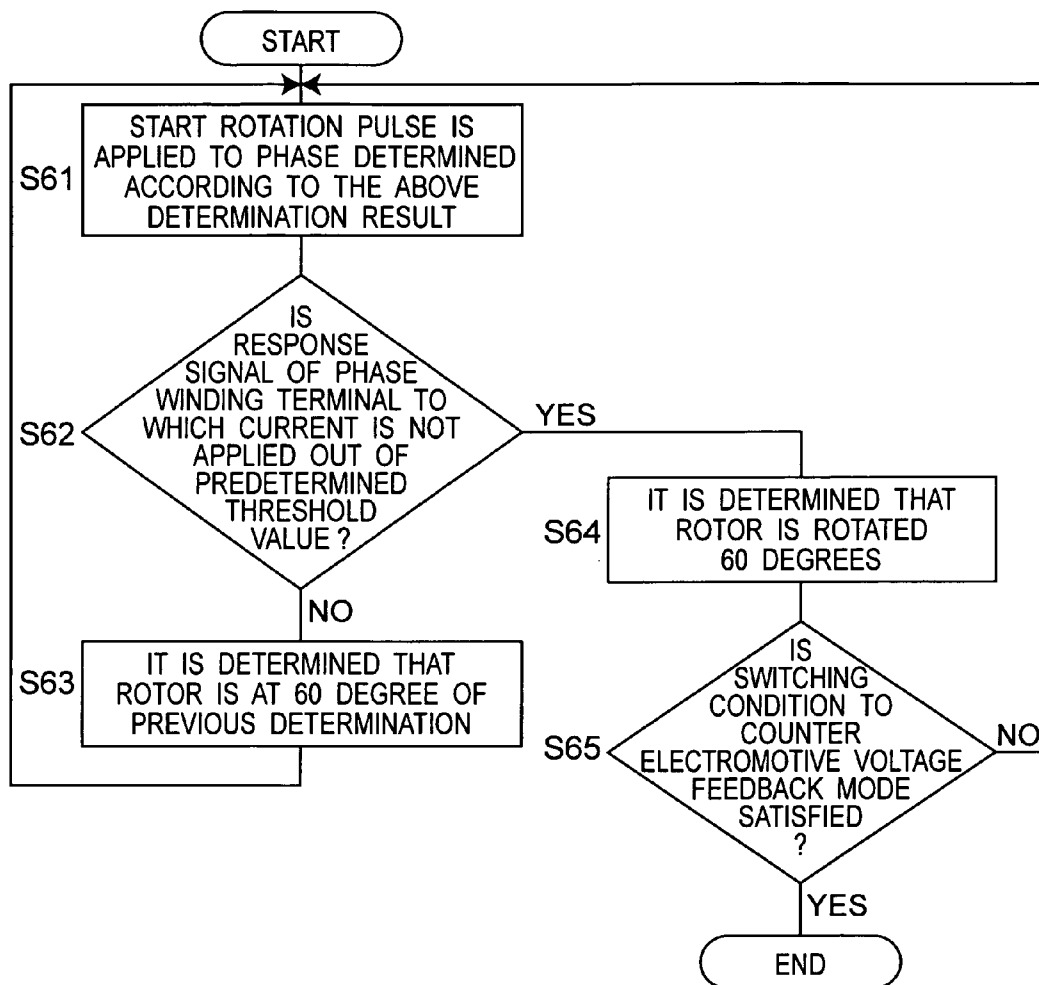 START
S61
START ROTATION PULSE IS
APPLIED TO PHASE DETERMINED
ACCORDING TO THE ABOVE
DETERMINATION RESULT
S62
IS
RESPONSE
SIGNAL OF PHASE
WINDING TERMINAL TO
WHICH CURRENT IS NOT
APPLIED OUT OF
PREDETERMINED
THRESHOLD
VALUE ?
YES
NO
S63
IT IS DETERMINED THAT
ROTOR IS AT 60 DEGREE OF
PREVIOUS DETERMINATION
S64
IT IS DETERMINED THAT
ROTOR IS ROTATED
60 DEGREES
S65
IS
SWITCHING
CONDITION TO
COUNTER
ELECTROMOTIVE VOLTAGE
FEEDBACK MODE
SATISFIED
?
NO
YES
END